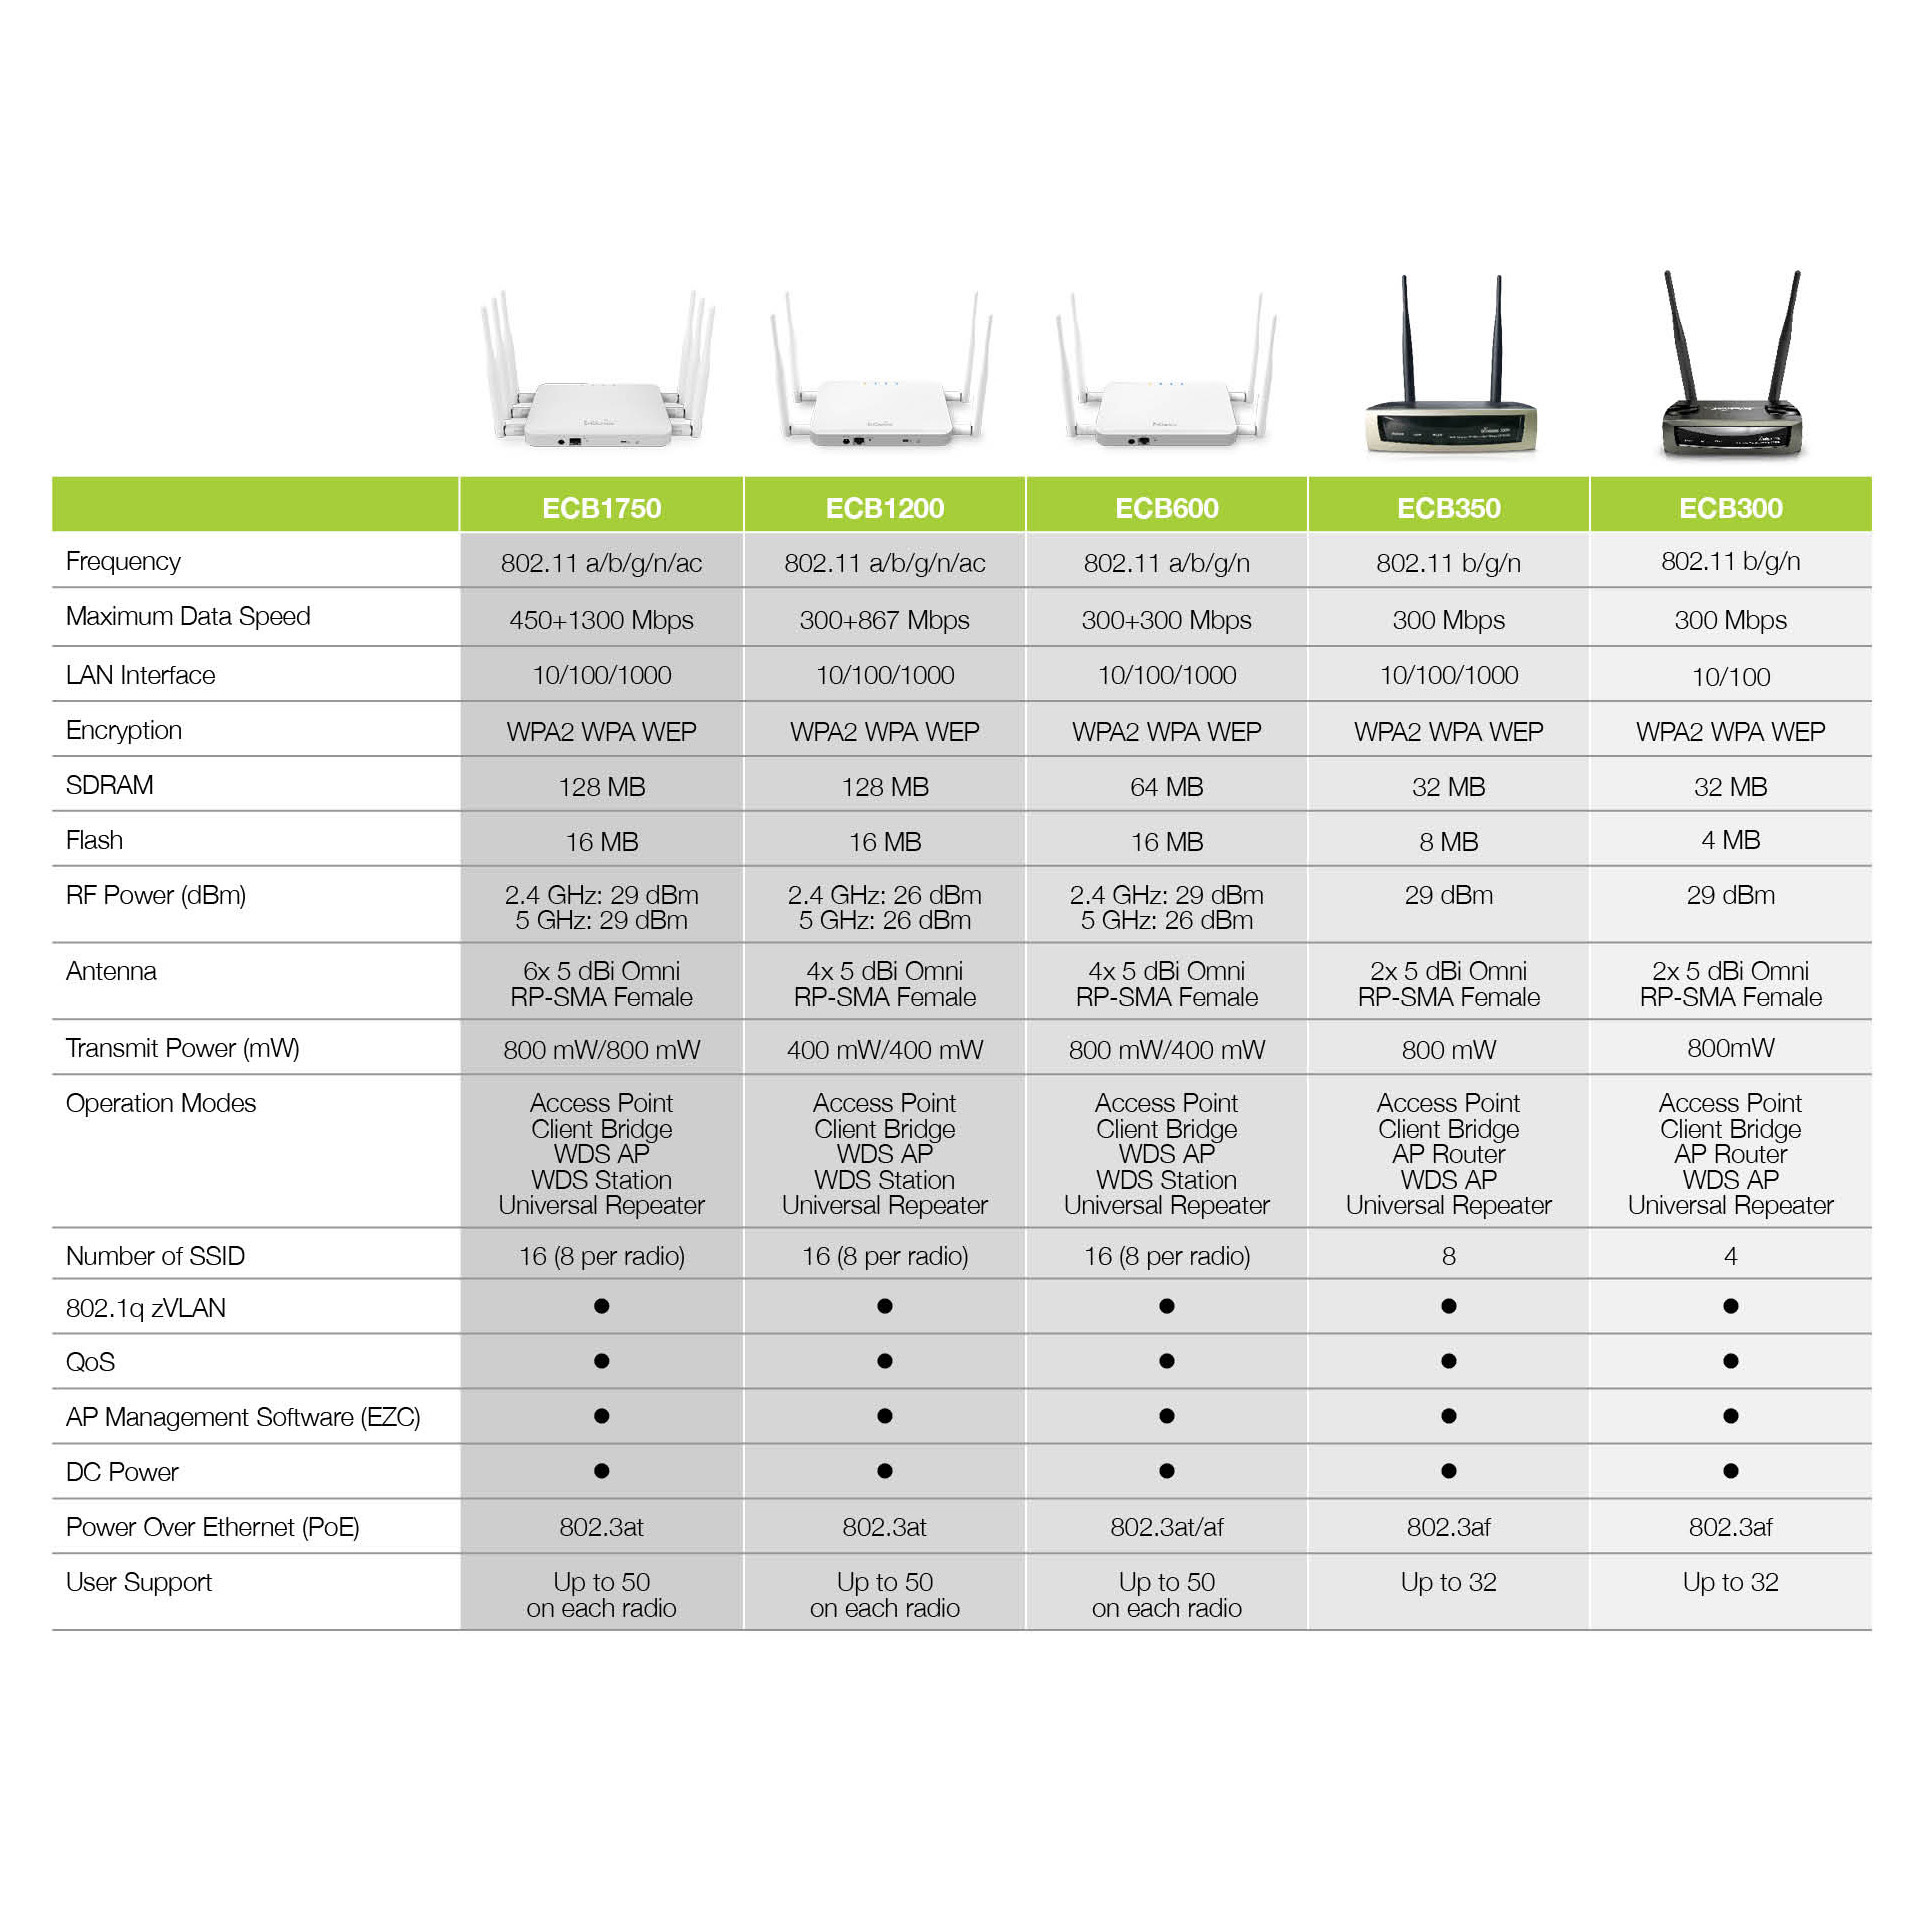 ECB1750 ECB1200 ECB600 ECB350 ECB300
Frequency 802.11 a/b/g/n/ac 802.11 a/b/g/n/ac 802.11 a/b/g/n 802.11 b/g/n 802.11 b/g/n
Maximum Data Speed 450+1300 Mbps 300+867 Mbps 300+300 Mbps 300 Mbps 300 Mbps
LAN Interface 10/100/1000 10/100/1000 10/100/1000 10/100/1000 10/100
Encryption WPA2 WPA WEP WPA2 WPA WEP WPA2 WPA WEP WPA2 WPA WEP WPA2 WPA WEP
SDRAM 128 MB 128 MB 64 MB 32 MB 32 MB
Flash 16 MB 16 MB 16 MB 8 MB 4 MB
RF Power (dBm) 2.4 GHz: 29 dBm 2.4 GHz: 26 dBm 2.4 GHz: 29 dBm 29 dBm 29 dBm
5 GHz: 29 dBm 5 GHz: 26 dBm 5 GHz: 26 dBm
Antenna 6x 5 dBi Omni 4x 5 dBi Omni 4x 5 dBi Omni 2x 5 dBi Omni 2x 5 dBi Omni
RP-SMA Female RP-SMA Female RP-SMA Female RP-SMA Female RP-SMA Female
Transmit Power (mW) 800 mW/800 mW 400 mW/400 mW 800 mW/400 mW 800 mW 800mW
Operation Modes Access Point Access Point Access Point Access Point Access Point
Client Bridge Client Bridge Client Bridge Client Bridge Client Bridge
WDS AP WDS AP WDS AP AP Router AP Router
WDS Station WDS Station WDS Station WDS AP WDS AP
Universal Repeater Universal Repeater Universal Repeater Universal Repeater Universal Repeater
Number of SSID 16 (8 per radio) 16 (8 per radio) 16 (8 per radio) 8 4
802.1q zVLAN ● ● ● ● ●
QoS ● ● ● ● ●
AP Management Software (EZC) ● ● ● ● ●
DC Power ● ● ● ● ●
Power Over Ethernet (PoE) 802.3at 802.3at 802.3at/af 802.3af 802.3af
User Support Up to 50 Up to 50 Up to 50 Up to 32 Up to 32
on each radio on each radio on each radio